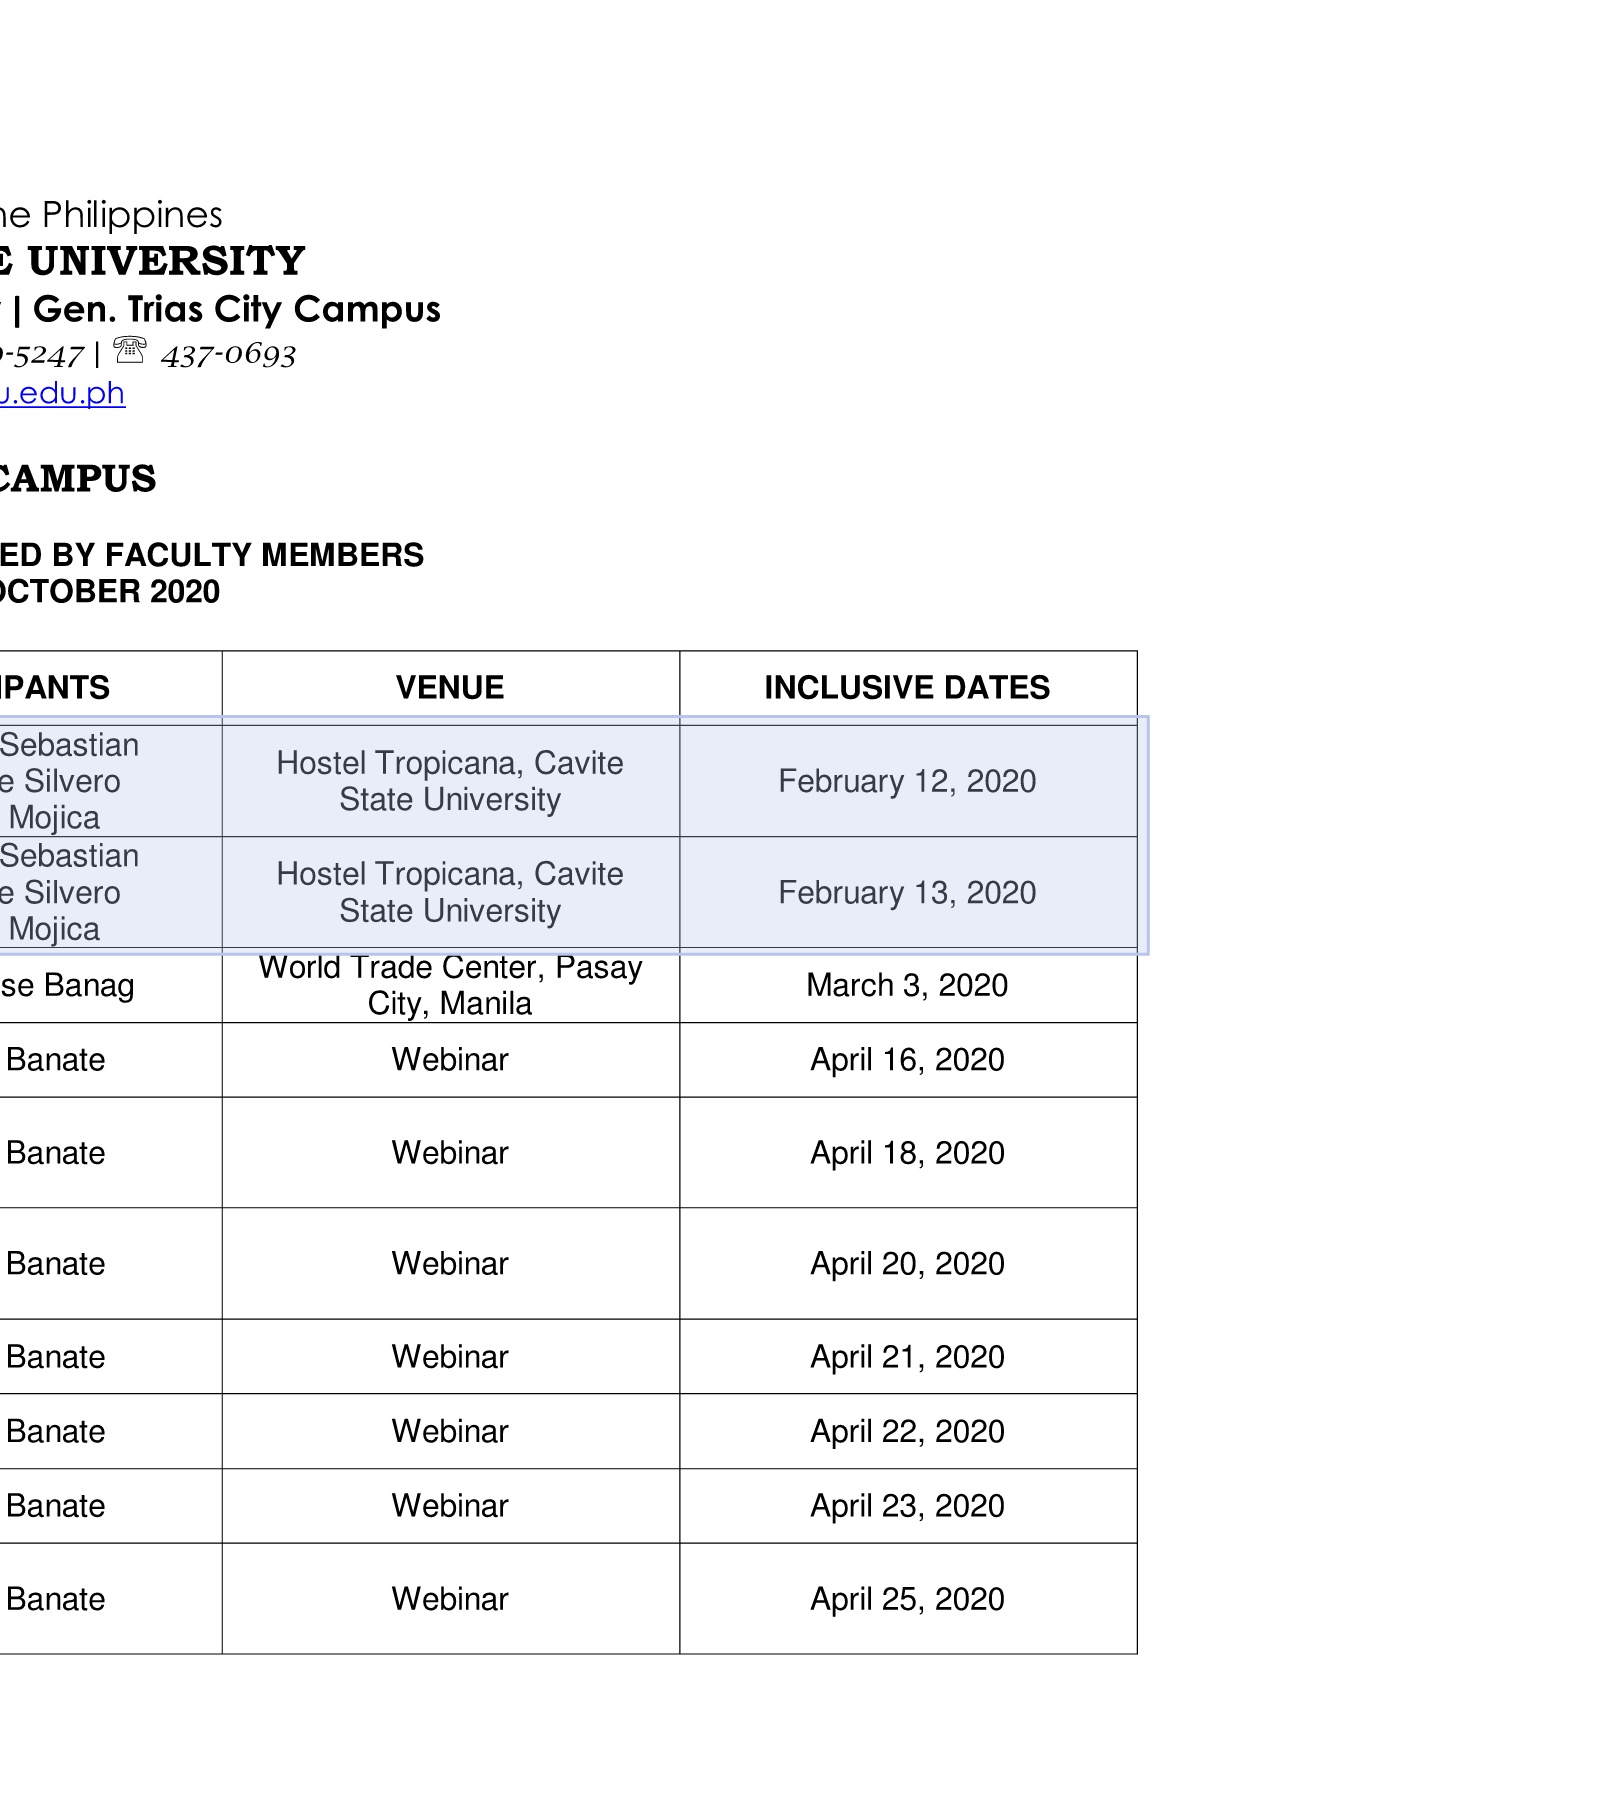 he Philippines
E UNIVERSITY
| Gen. Trias City Campus
-5247 | ☏ 437-0693
u.edu.ph
CAMPUS
ED BY FACULTY MEMBERS
OCTOBER 2020
IPANTS VENUE INCLUSIVE DATES
Sebastian
e Silvero
Mojica
Hostel Tropicana, Cavite
State University
February 12, 2020
Sebastian
e Silvero
Mojica
Hostel Tropicana, Cavite
State University
February 13, 2020
se Banag
World Trade Center, Pasay
City, Manila
March 3, 2020
Banate Webinar April 16, 2020
Banate Webinar April 18, 2020
Banate Webinar April 20, 2020
Banate Webinar April 21, 2020
Banate Webinar April 22, 2020
Banate Webinar April 23, 2020
Banate Webinar April 25, 2020